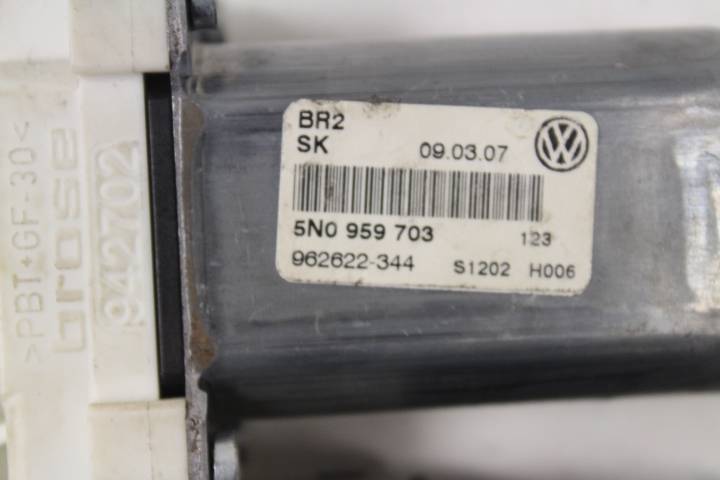 >PBT+GF-30<
brose
942702
BR2
SK 09.03.07
5N0 959 703 123
962622-344 S1202 H006